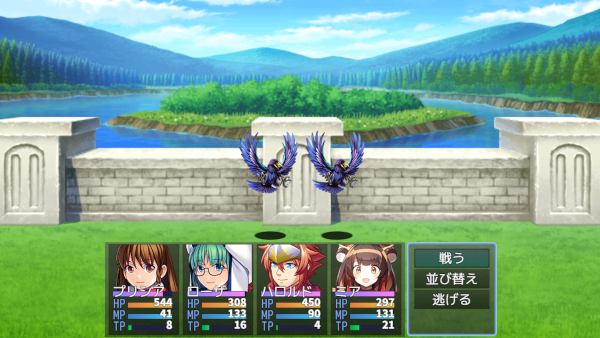 プリシア
HP 544
MP 41
TP 8
ローラ
HP 308
MP 133
TP 16
ハロルド
HP 450
MP 90
TP 4
ミア
HP 297
MP 131
TP 21
戦う
並び替え
逃げる